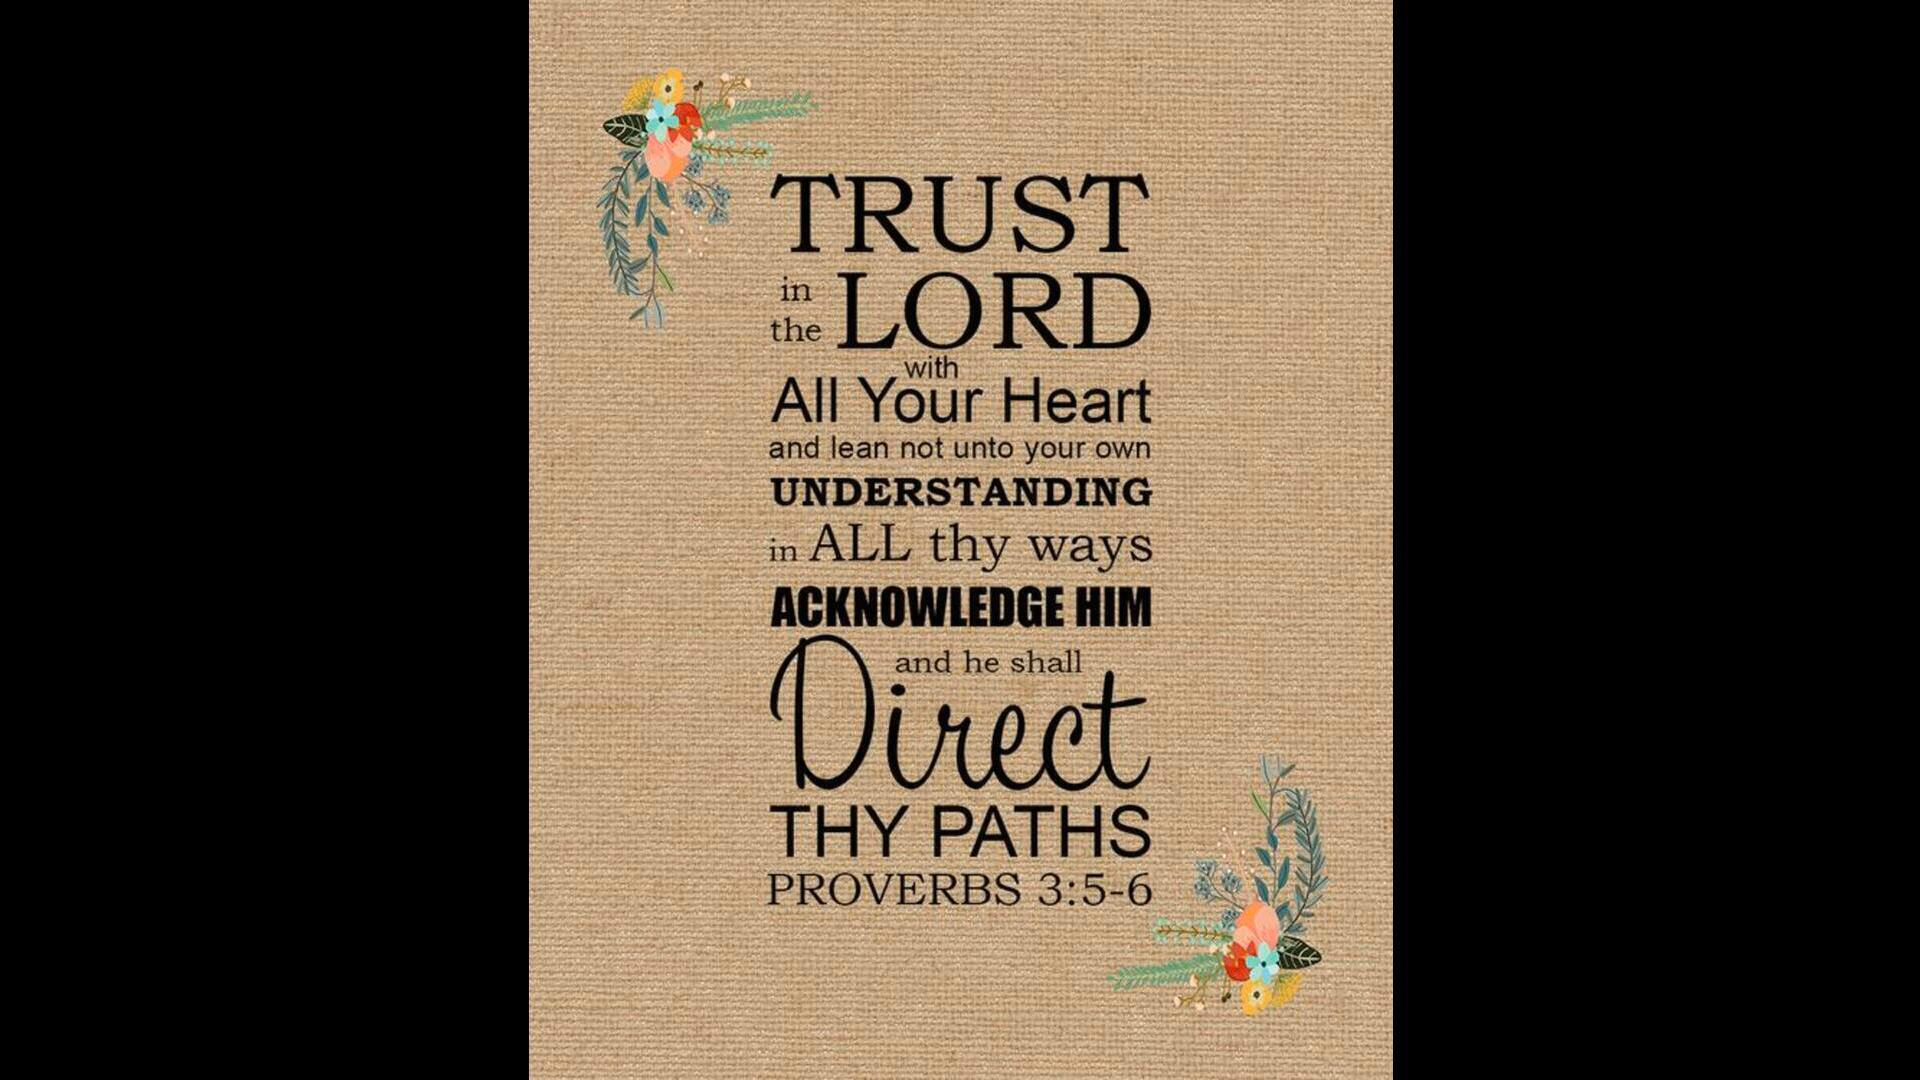 TRUST
in the LORD
with
All Your Heart
and lean not unto your own
UNDERSTANDING
in ALL thy ways
ACKNOWLEDGE HIM
and he shall
Direct
THY PATHS
PROVERBS 3:5-6